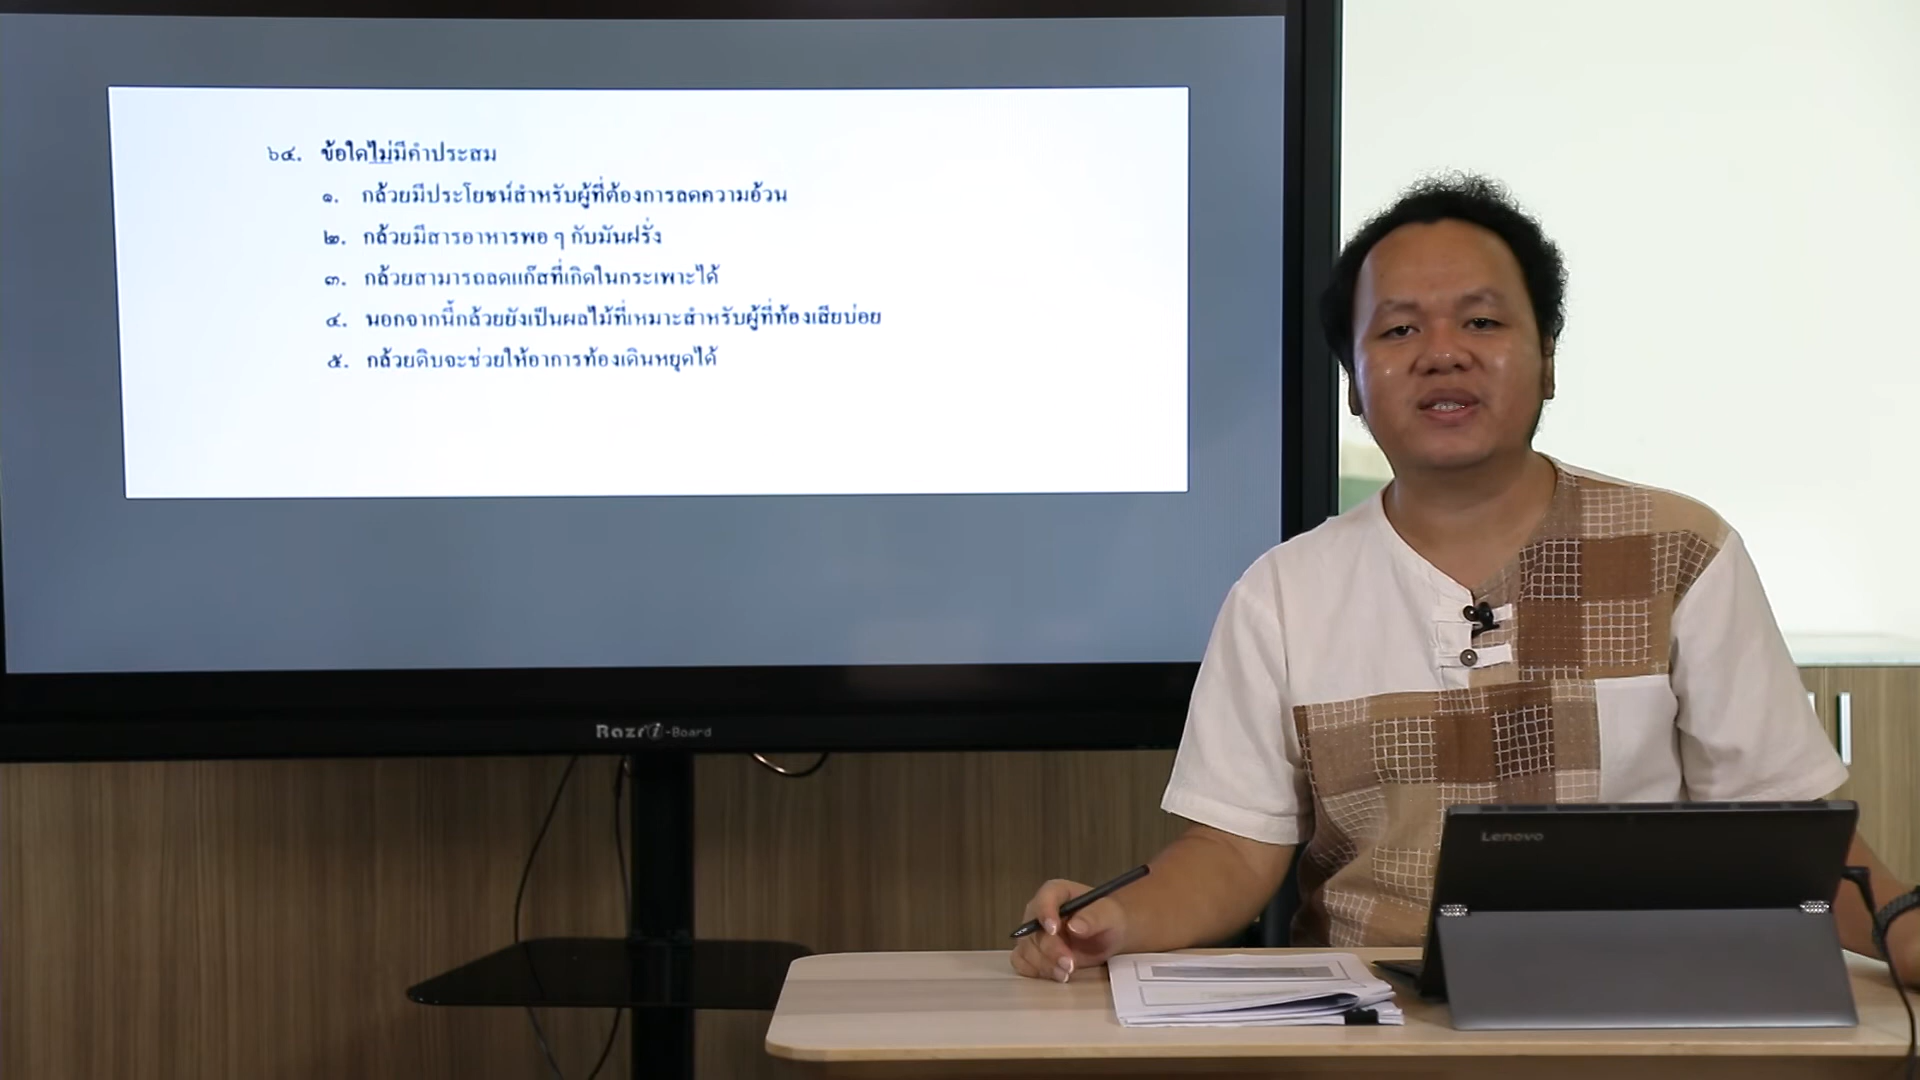 ๖๔. ข้อใดไม่มีคำประสม
๑. กล้วยมีประโยชน์สำหรับผู้ที่ต้องการลดความอ้วน
๒. กล้วยมีสารอาหารพอ ๆ กับมันฝรั่ง
๓. กล้วยสามารถลดแก๊สที่เกิดในกระเพาะได้
๔. นอกจากนี้กล้วยยังเป็นผลไม้ที่เหมาะสำหรับผู้ที่ท้องเสียบ่อย
๕. กล้วยดิบจะช่วยให้อาการท้องเดินหยุดได้
Razr i-Board
Lenovo